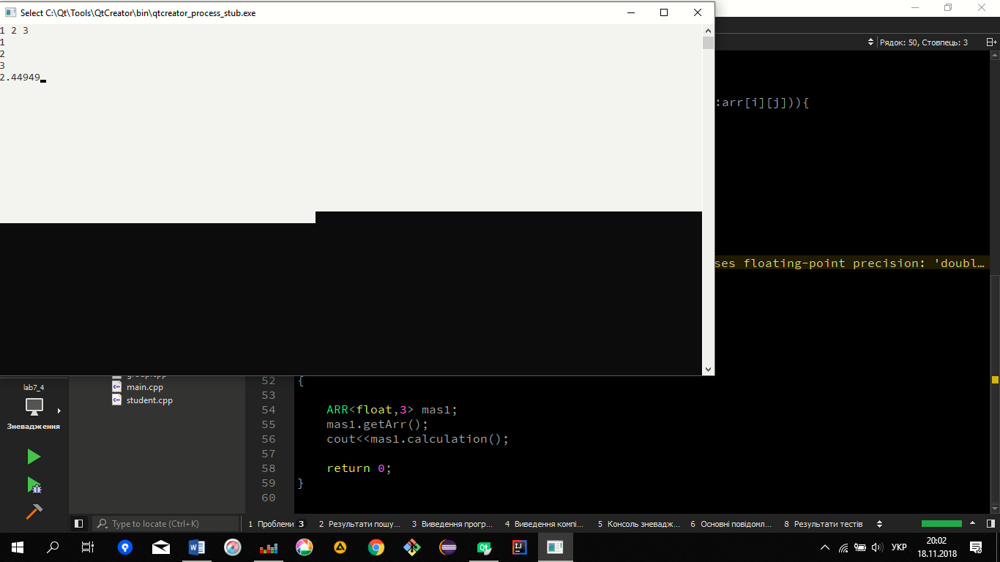 Select C:\Qt\Tools\QtCreator\bin\qtcreator_process_stub.exe
1 2 3
1
2
3
2.44949
Рядок: 50, Стовпець: 3
:arr[i][j])){
ses floating-point precision: 'doubl…
lab7_4
Зневадження
main.cpp
student.cpp
52 {
53
54 ARR<float,3> mas1;
55 mas1.getArr();
56 cout<<mas1.calculation();
57
58 return 0;
59 }
60
Type to locate (Ctrl+K)
1 Проблеми 3 2 Результати пошу... 3 Виведення прогр... 4 Виведення компі... 5 Консоль зневадж... 6 Основні повідомл... 8 Результати тестів
УКР
20:02
18.11.2018